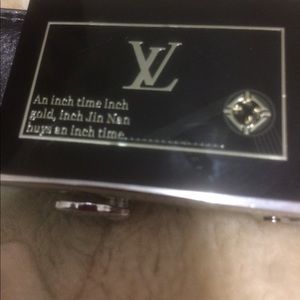 LV
An inch time inch
gold, inch Jin Nan
buys an inch time.